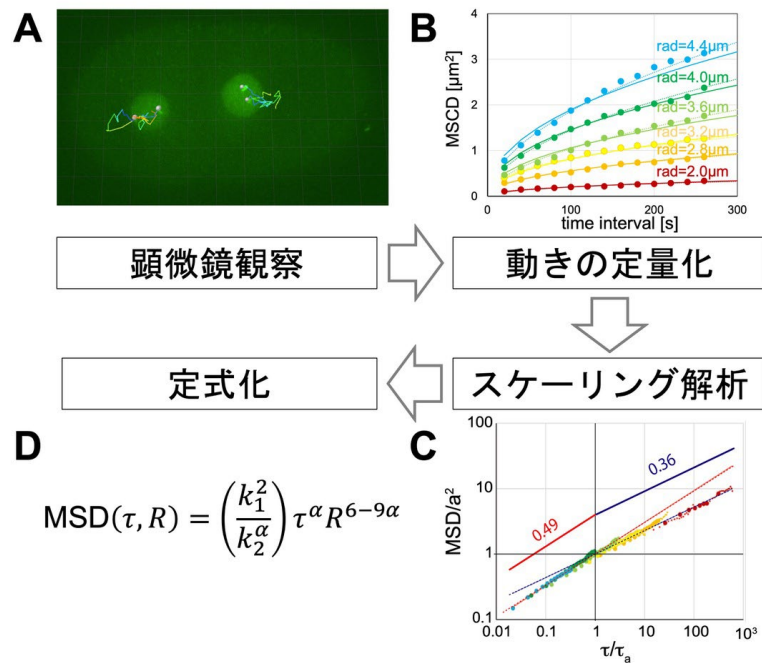 A
B
MSCD [μm²]
4
3
2
1
0
rad=4.4μm
rad=4.0μm
rad=3.6μm
rad=3.2μm
rad=2.8μm
rad=2.0μm
0 100 200 300
time interval [s]
顕微鏡観察
動きの定量化
定式化
スケーリング解析
D
MSD(τ, R) = (k₁²/k₂^α) τ^α R^{6−9α}
C
MSD/a²
100
10
1
0.1
0.49
0.36
0.01 0.1 1 10 100 10³
τ/τₐ